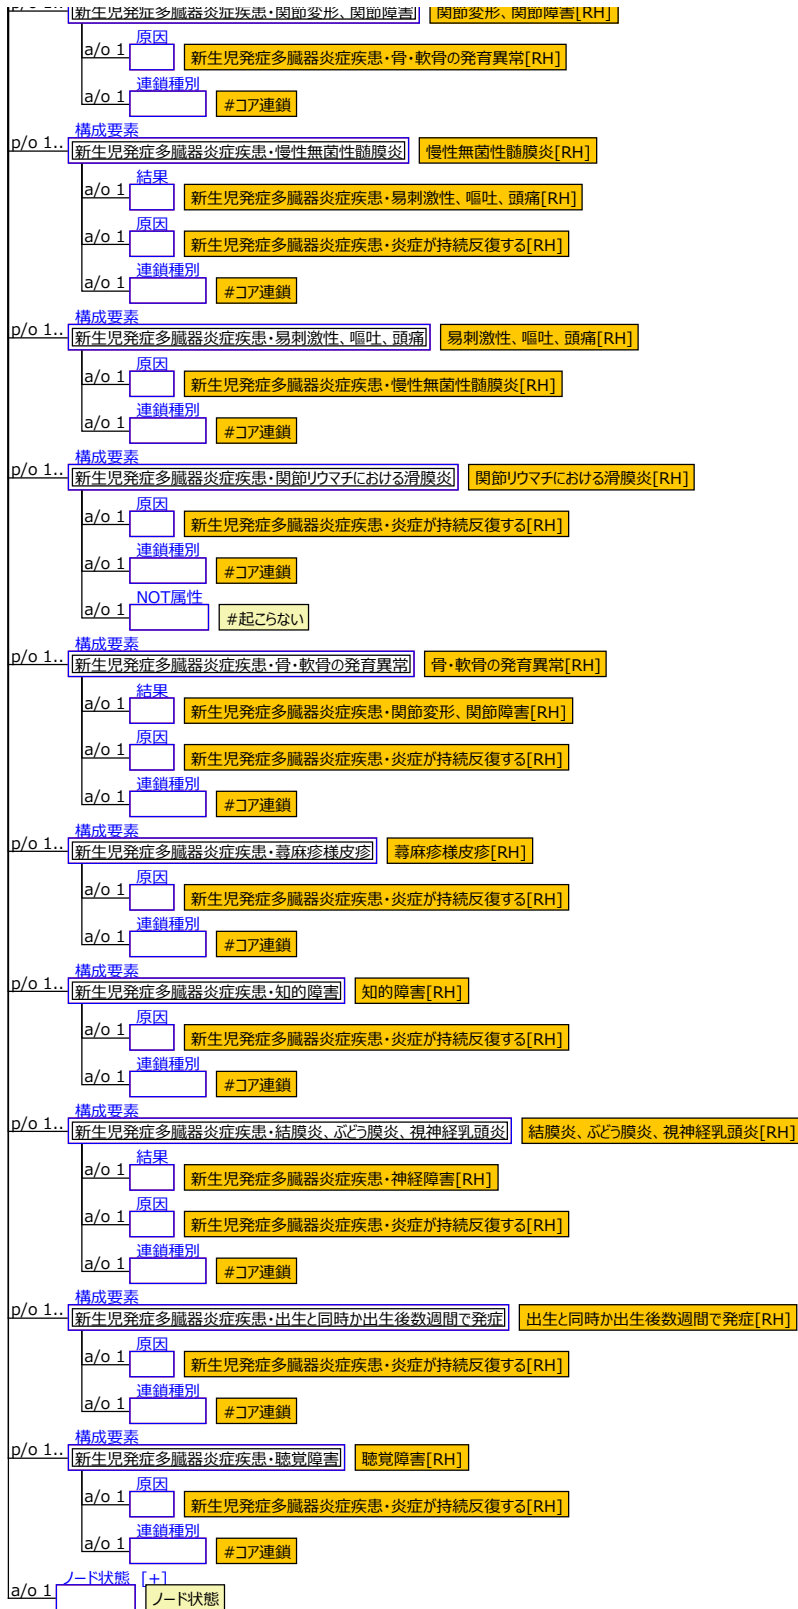 p/o 1.. 新生児発症多臓器炎症疾患・関節変形、関節障害 関節変形、関節障害[RH]
原因
a/o 1 新生児発症多臓器炎症疾患・骨・軟骨の発育異常[RH]
連鎖種別
a/o 1 #コア連鎖
構成要素
p/o 1.. 新生児発症多臓器炎症疾患・慢性無菌性髄膜炎 慢性無菌性髄膜炎[RH]
結果
a/o 1 新生児発症多臓器炎症疾患・易刺激性、嘔吐、頭痛[RH]
原因
a/o 1 新生児発症多臓器炎症疾患・炎症が持続反復する[RH]
連鎖種別
a/o 1 #コア連鎖
構成要素
p/o 1.. 新生児発症多臓器炎症疾患・易刺激性、嘔吐、頭痛 易刺激性、嘔吐、頭痛[RH]
原因
a/o 1 新生児発症多臓器炎症疾患・慢性無菌性髄膜炎[RH]
連鎖種別
a/o 1 #コア連鎖
構成要素
p/o 1.. 新生児発症多臓器炎症疾患・関節リウマチにおける滑膜炎 関節リウマチにおける滑膜炎[RH]
原因
a/o 1 新生児発症多臓器炎症疾患・炎症が持続反復する[RH]
連鎖種別
a/o 1 #コア連鎖
NOT属性
a/o 1 #起こらない
構成要素
p/o 1.. 新生児発症多臓器炎症疾患・骨・軟骨の発育異常 骨・軟骨の発育異常[RH]
結果
a/o 1 新生児発症多臓器炎症疾患・関節変形、関節障害[RH]
原因
a/o 1 新生児発症多臓器炎症疾患・炎症が持続反復する[RH]
連鎖種別
a/o 1 #コア連鎖
構成要素
p/o 1.. 新生児発症多臓器炎症疾患・蕁麻疹様皮疹 蕁麻疹様皮疹[RH]
原因
a/o 1 新生児発症多臓器炎症疾患・炎症が持続反復する[RH]
連鎖種別
a/o 1 #コア連鎖
構成要素
p/o 1.. 新生児発症多臓器炎症疾患・知的障害 知的障害[RH]
原因
a/o 1 新生児発症多臓器炎症疾患・炎症が持続反復する[RH]
連鎖種別
a/o 1 #コア連鎖
構成要素
p/o 1.. 新生児発症多臓器炎症疾患・結膜炎、ぶどう膜炎、視神経乳頭炎 結膜炎、ぶどう膜炎、視神経乳頭炎[RH]
結果
a/o 1 新生児発症多臓器炎症疾患・神経障害[RH]
原因
a/o 1 新生児発症多臓器炎症疾患・炎症が持続反復する[RH]
連鎖種別
a/o 1 #コア連鎖
構成要素
p/o 1.. 新生児発症多臓器炎症疾患・出生と同時か出生後数週間で発症 出生と同時か出生後数週間で発症[RH]
原因
a/o 1 新生児発症多臓器炎症疾患・炎症が持続反復する[RH]
連鎖種別
a/o 1 #コア連鎖
構成要素
p/o 1.. 新生児発症多臓器炎症疾患・聴覚障害 聴覚障害[RH]
原因
a/o 1 新生児発症多臓器炎症疾患・炎症が持続反復する[RH]
連鎖種別
a/o 1 #コア連鎖
ノード状態 [+]
a/o 1 ノード状態